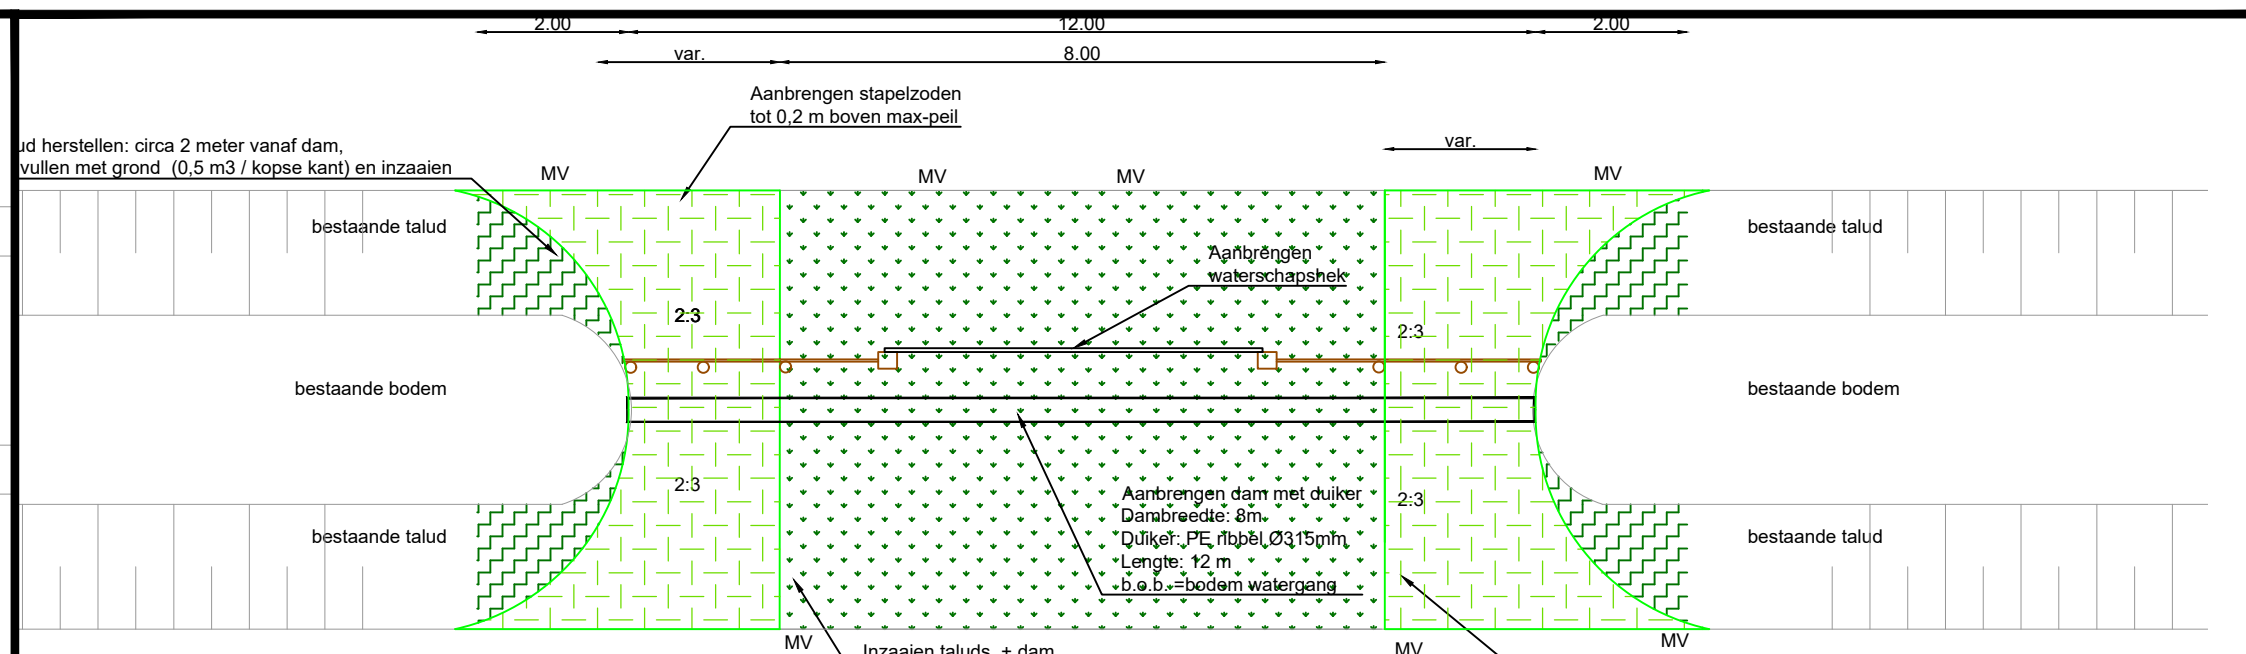 2.00
12.00
2.00
var.
8.00
Aanbrengen stapelzoden
tot 0,2 m boven max-peil
var.
ud herstellen: circa 2 meter vanaf dam,
vullen met grond (0,5 m3 / kopse kant) en inzaaien
MV
MV
MV
MV
bestaande talud
bestaande talud
Aanbrengen
waterschapshek
2:3
2:3
bestaande bodem
bestaande bodem
2:3
2:3
Aanbrengen dam met duiker
Dambreedte: 8m
Duiker: PE ribbel Ø315mm
Lengte: 12 m
b.o.b. =bodem watergang
bestaande talud
bestaande talud
MV
MV
MV
Inzaaien taluds + dam